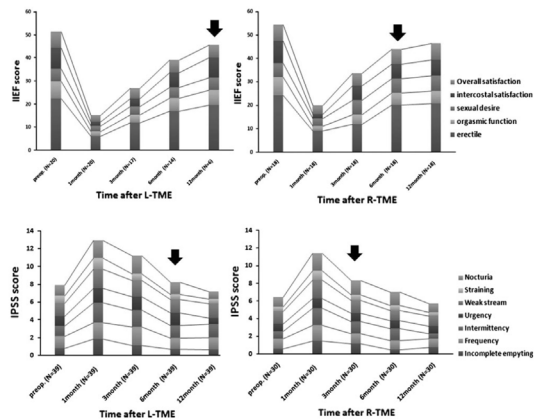 60
50
40
30
20
10
0
IIEF score
preop. (N=20)
1month (N=20)
3month (N=17)
6month (N=14)
12month (N=6)
Time after L-TME
60
50
40
30
20
10
0
IIEF score
preop. (N=18)
1month (N=18)
3month (N=18)
6month (N=18)
12month (N=18)
Time after R-TME
Overall satisfaction
intercostal satisfaction
sexual desire
orgasmic function
erectile
14
12
10
8
6
4
2
0
IPSS score
preop. (N=39)
1month (N=39)
3month (N=39)
6month (N=39)
12month (N=39)
Time after L-TME
14
12
10
8
6
4
2
0
IPSS score
preop. (N=30)
1month (N=30)
3month (N=30)
6month (N=30)
12month (N=30)
Time after R-TME
Nocturia
Straining
Weak stream
Urgency
Intermittency
Frequency
Incomplete empyting